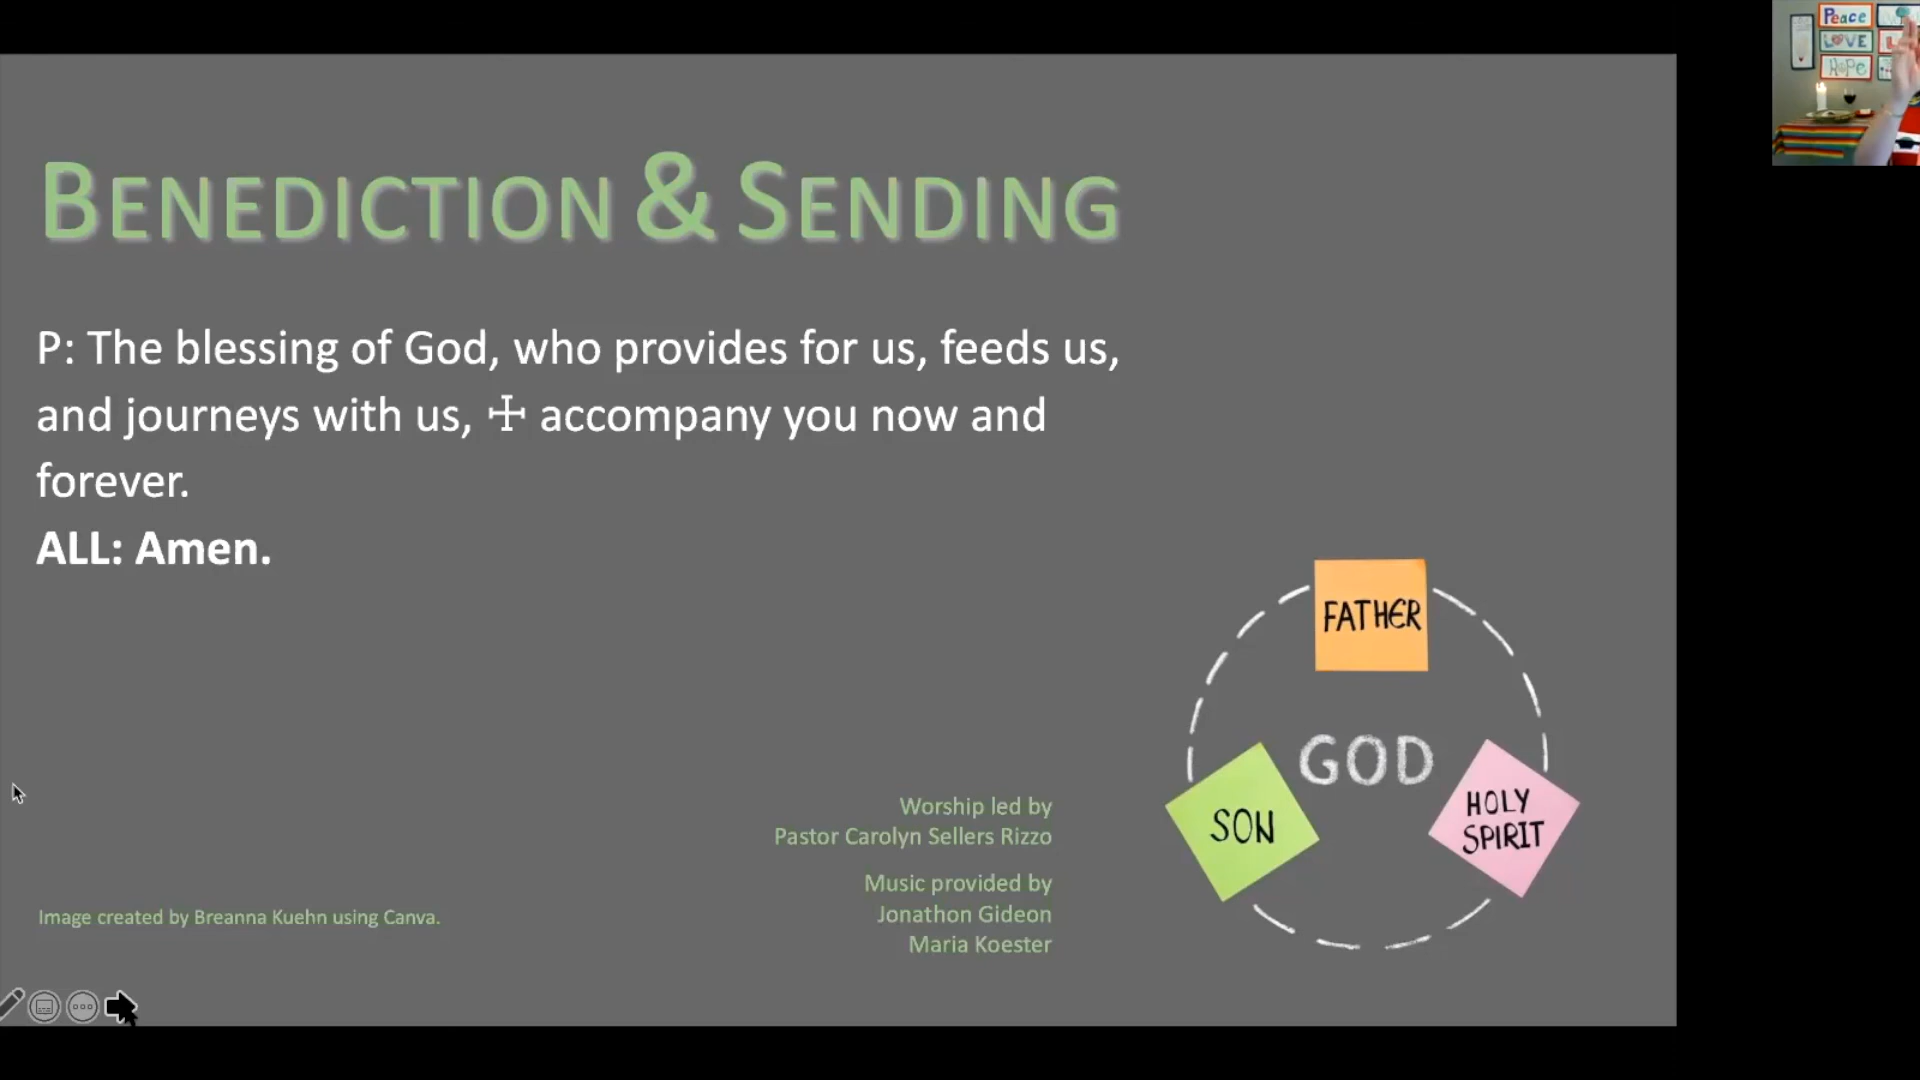 BENEDICTION & SENDING
P: The blessing of God, who provides for us, feeds us,
and journeys with us, ☩ accompany you now and
forever.
ALL: Amen.
FATHER
GOD
SON
HOLY
SPIRIT
Worship led by
Pastor Carolyn Sellers Rizzo
Music provided by
Jonathon Gideon
Maria Koester
Image created by Breanna Kuehn using Canva.
Peace
LOVE
HOPE